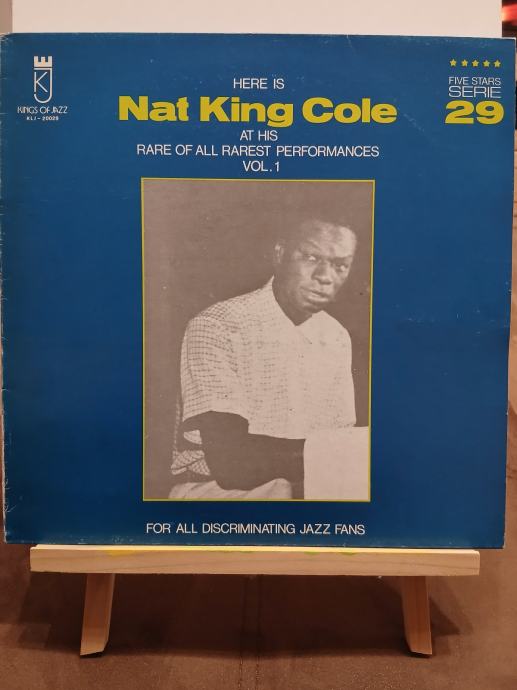 KINGS OF JAZZ
KLJ - 20029
HERE IS
Nat King Cole
AT HIS
RARE OF ALL RAREST PERFORMANCES
VOL.1
FIVE STARS
SERIE
29
FOR ALL DISCRIMINATING JAZZ FANS